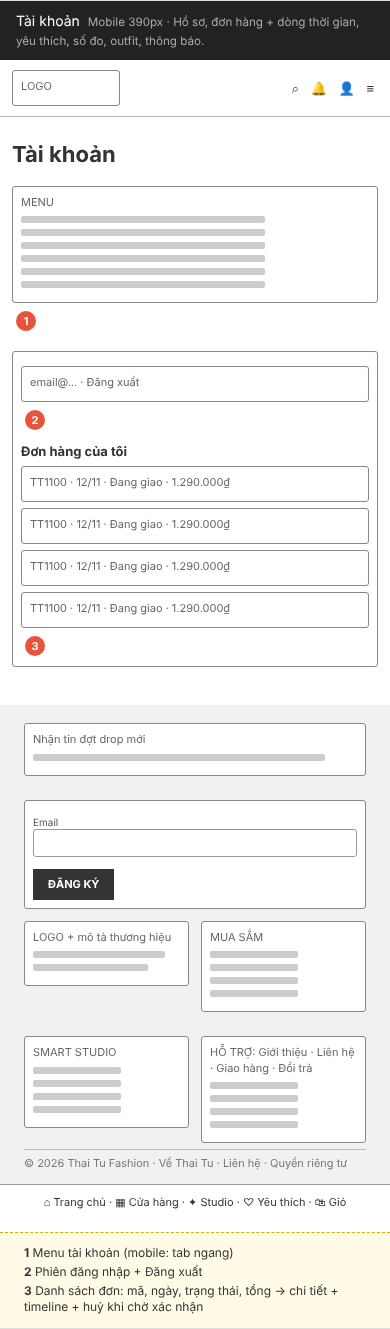 Tài khoản Mobile 390px · Hồ sơ, đơn hàng + dòng thời gian,
yêu thích, số đo, outfit, thông báo.
LOGO
Tài khoản
MENU
1
email@... · Đăng xuất
2
Đơn hàng của tôi
TT1100 · 12/11 · Đang giao · 1.290.000₫
TT1100 · 12/11 · Đang giao · 1.290.000₫
TT1100 · 12/11 · Đang giao · 1.290.000₫
TT1100 · 12/11 · Đang giao · 1.290.000₫
3
Nhận tin đợt drop mới
Email
ĐĂNG KÝ
LOGO + mô tả thương hiệu
MUA SẮM
SMART STUDIO
HỖ TRỢ: Giới thiệu · Liên hệ
· Giao hàng · Đổi trả
© 2026 Thai Tu Fashion · Về Thai Tu · Liên hệ · Quyền riêng tư
⌂ Trang chủ · ▦ Cửa hàng · ✦ Studio · ♡ Yêu thích · 🛍 Giỏ
1 Menu tài khoản (mobile: tab ngang)
2 Phiên đăng nhập + Đăng xuất
3 Danh sách đơn: mã, ngày, trạng thái, tổng → chi tiết +
timeline + huỷ khi chờ xác nhận